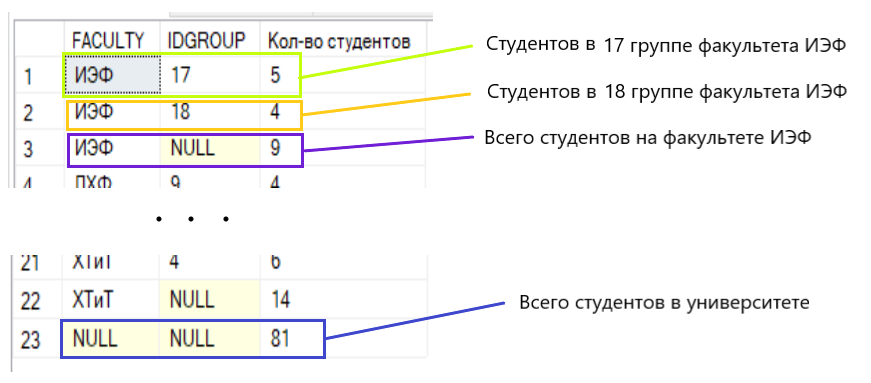 FACULTY IDGROUP Кол-во студентов
1 ИЭФ 17 5
Студентов в 17 группе факультета ИЭФ
2 ИЭФ 18 4
Студентов в 18 группе факультета ИЭФ
3 ИЭФ NULL 9
Всего студентов на факультете ИЭФ
4 ПХФ 9 4
. . .
21 ХТиТ 4 6
22 ХТиТ NULL 14
23 NULL NULL 81
Всего студентов в университете